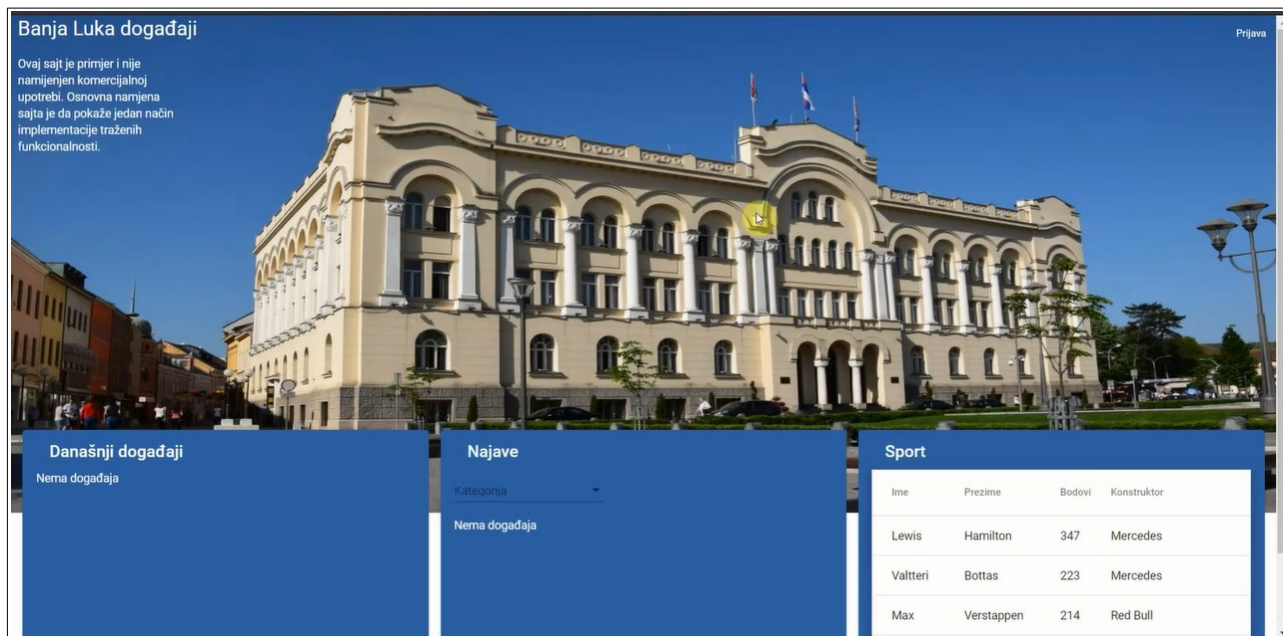 Banja Luka događaji
Prijava
Ovaj sajt je primjer i nije
namijenjen komercijalnoj
upotrebi. Osnovna namjena
sajta je da pokaže jedan način
implementacije traženih
funkcionalnosti.
Današnji događaji
Nema događaja
Najave
Kategorija
Nema događaja
Sport
Ime Prezime Bodovi Konstruktor
Lewis Hamilton 347 Mercedes
Valtteri Bottas 223 Mercedes
Max Verstappen 214 Red Bull